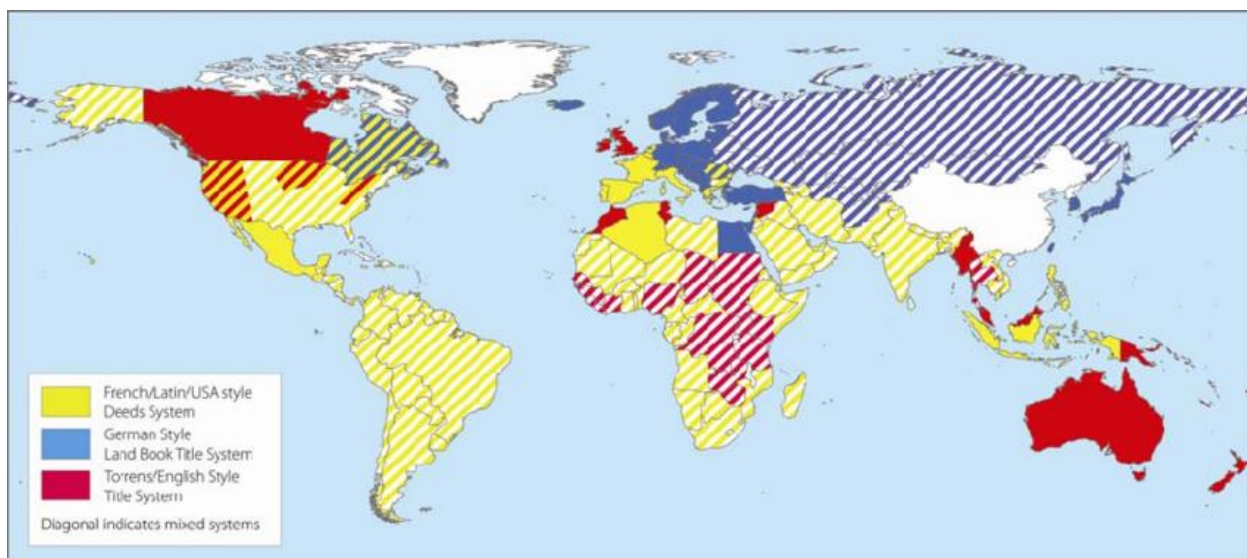 French/Latin/USA style
Deeds System
German Style
Land Book Title System
Torrens/English Style
Title System
Diagonal indicates mixed systems